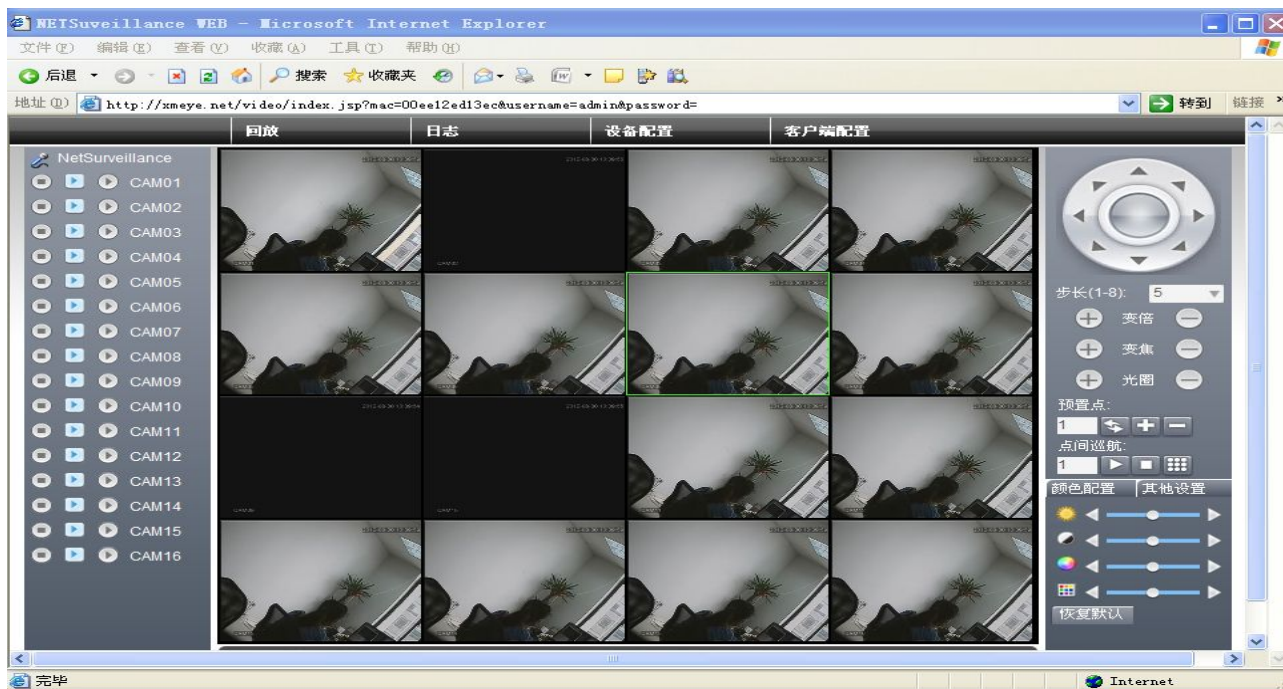 NETSuveillance WEB - Microsoft Internet Explorer
文件(F) 编辑(E) 查看(V) 收藏(A) 工具(T) 帮助(H)
后退 搜索 收藏夹
地址(D) http://xmeye.net/video/index.jsp?mac=00ee12ed13ec&username=admin&password= 转到 链接
回放 日志 设备配置 客户端配置
NetSurveillance
CAM01
CAM02
CAM03
CAM04
CAM05
CAM06
CAM07
CAM08
CAM09
CAM10
CAM11
CAM12
CAM13
CAM14
CAM15
CAM16
步长(1-8): 5
变倍
变焦
光圈
预置点:
1
点间巡航:
1
颜色配置 其他设置
恢复默认
完毕 Internet